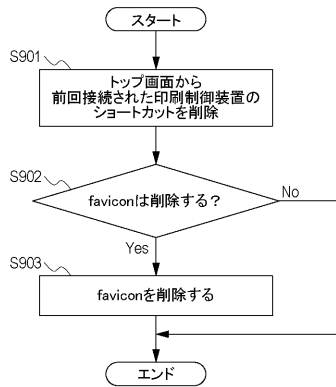 スタート
S901
トップ画面から
前回接続された印刷制御装置の
ショートカットを削除
S902
faviconは削除する？
No
Yes
S903
faviconを削除する
エンド